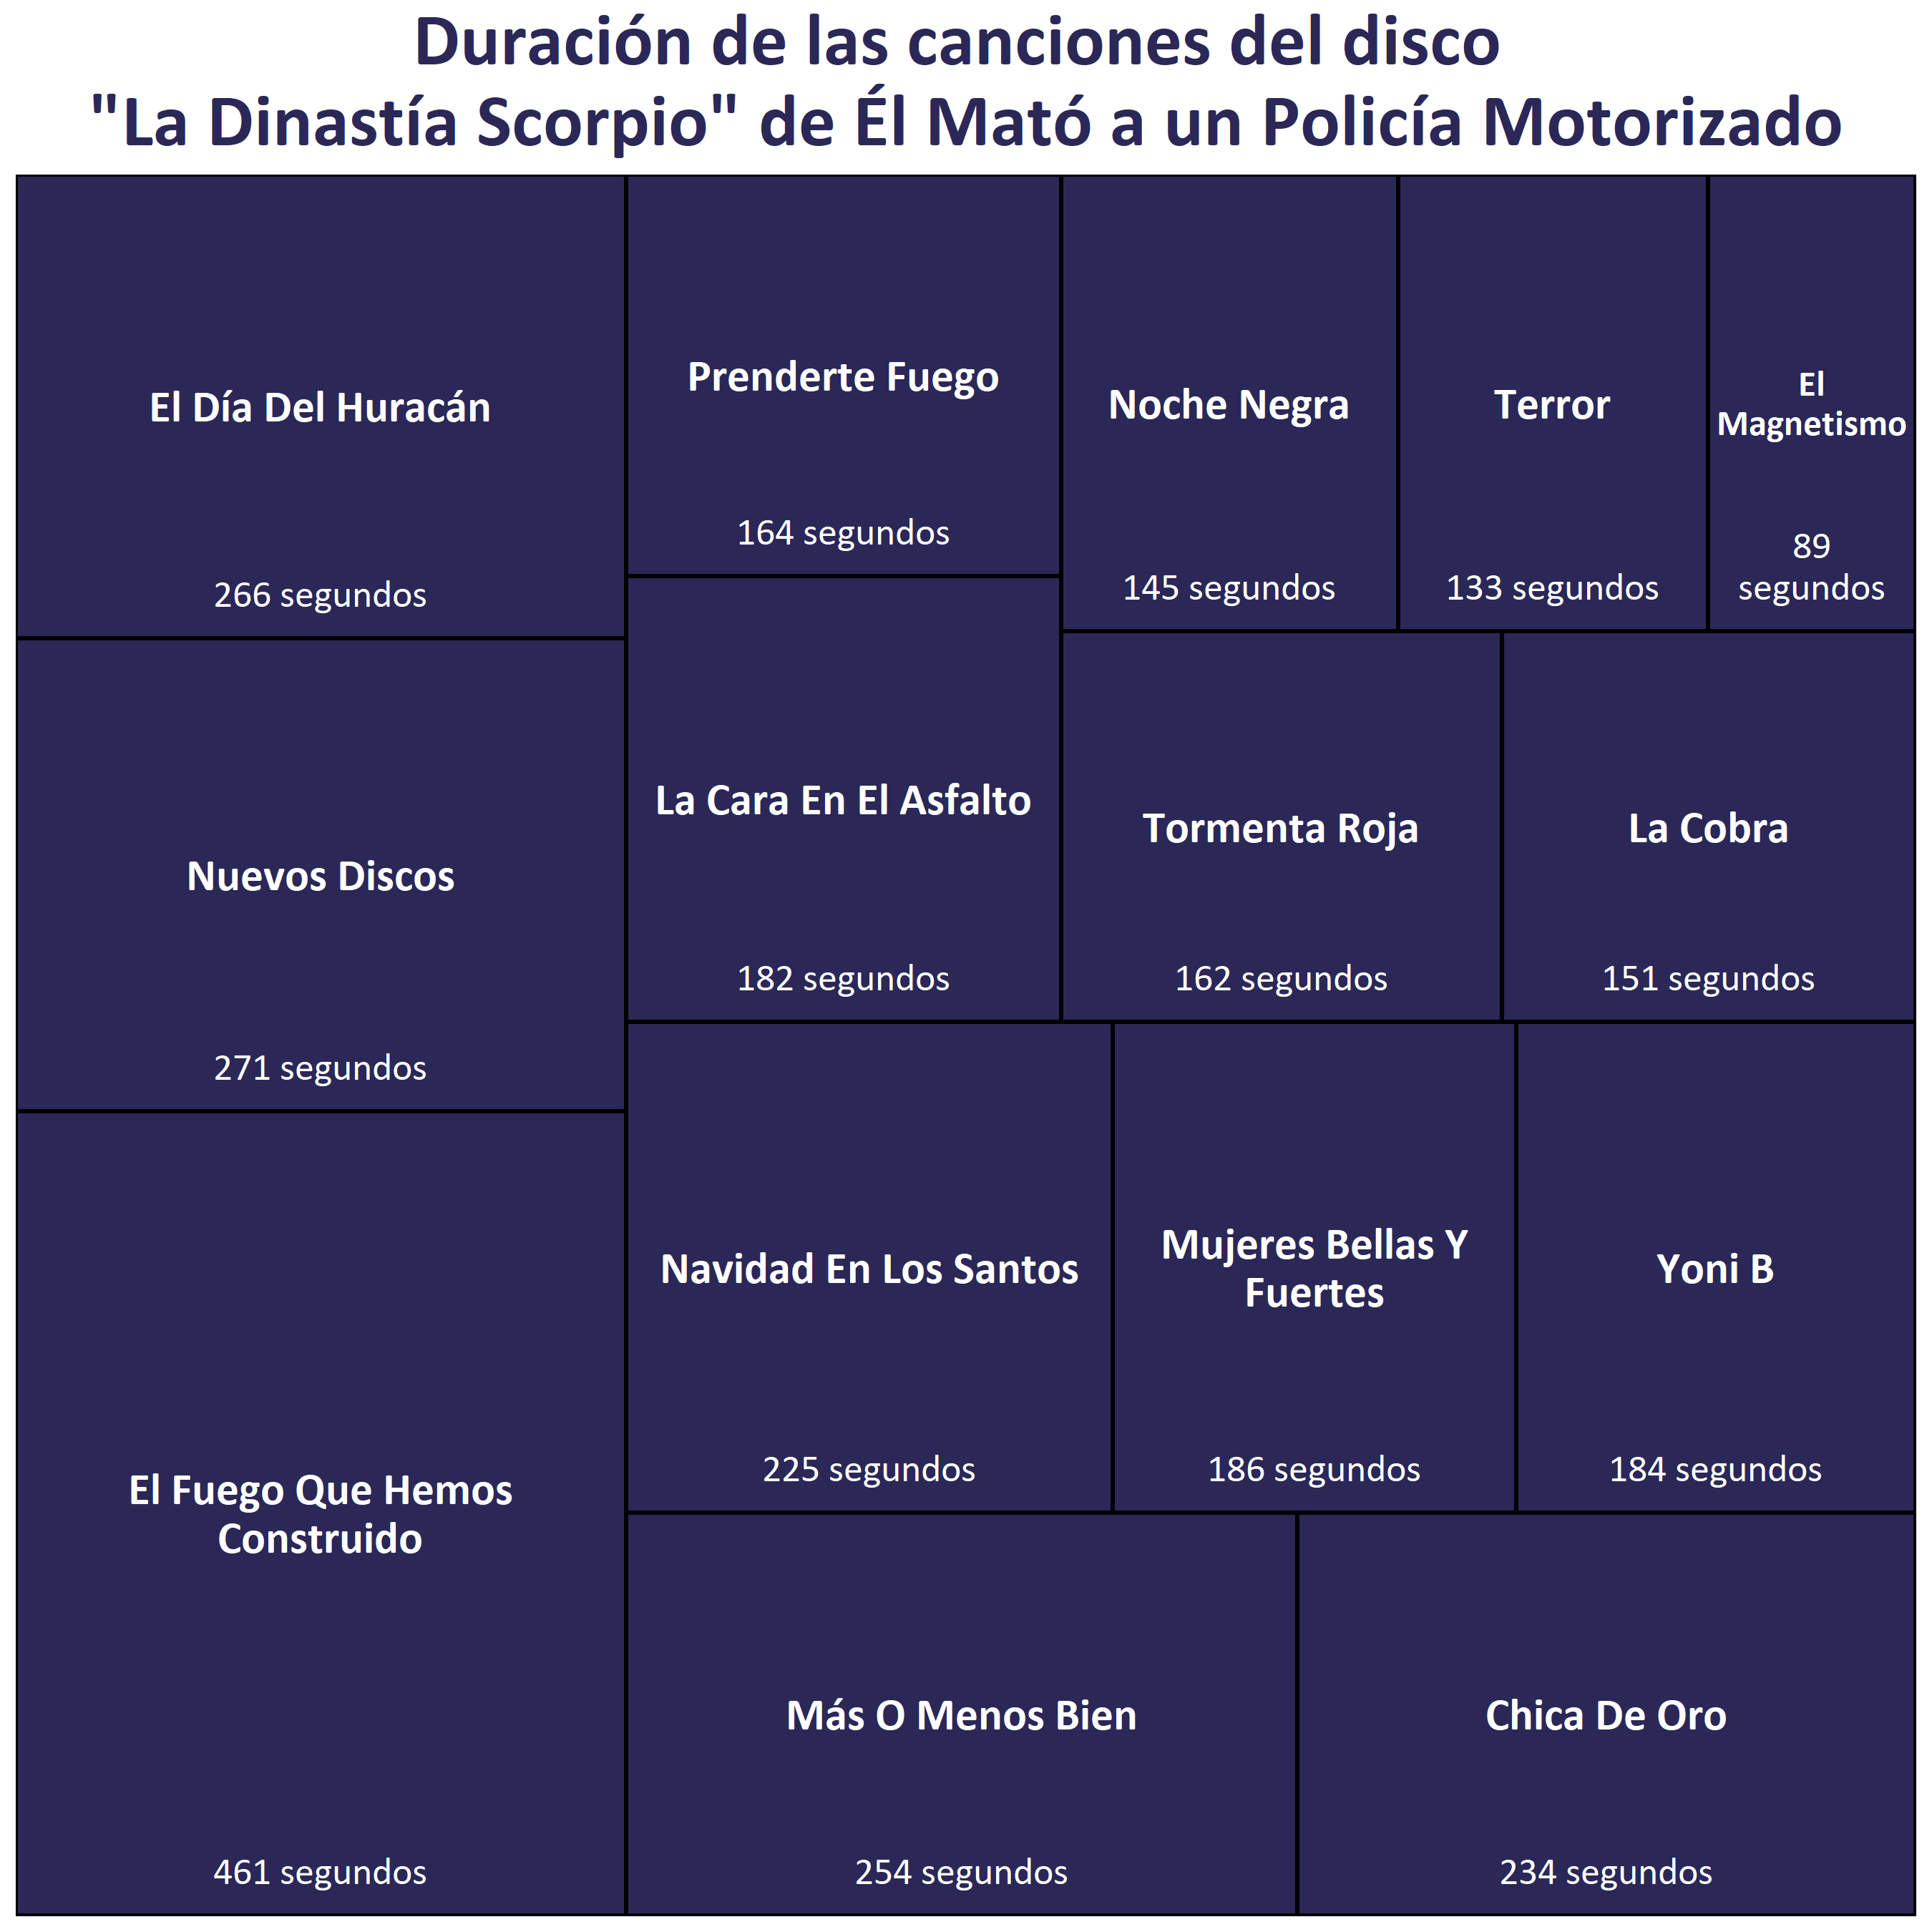 Duración de las canciones del disco
"La Dinastía Scorpio" de Él Mató a un Policía Motorizado
El Día Del Huracán
266 segundos
Nuevos Discos
271 segundos
El Fuego Que Hemos
Construido
461 segundos
Prenderte Fuego
164 segundos
La Cara En El Asfalto
182 segundos
Noche Negra
145 segundos
Terror
133 segundos
El
Magnetismo
89
segundos
Tormenta Roja
162 segundos
La Cobra
151 segundos
Navidad En Los Santos
225 segundos
Mujeres Bellas Y
Fuertes
186 segundos
Yoni B
184 segundos
Más O Menos Bien
254 segundos
Chica De Oro
234 segundos